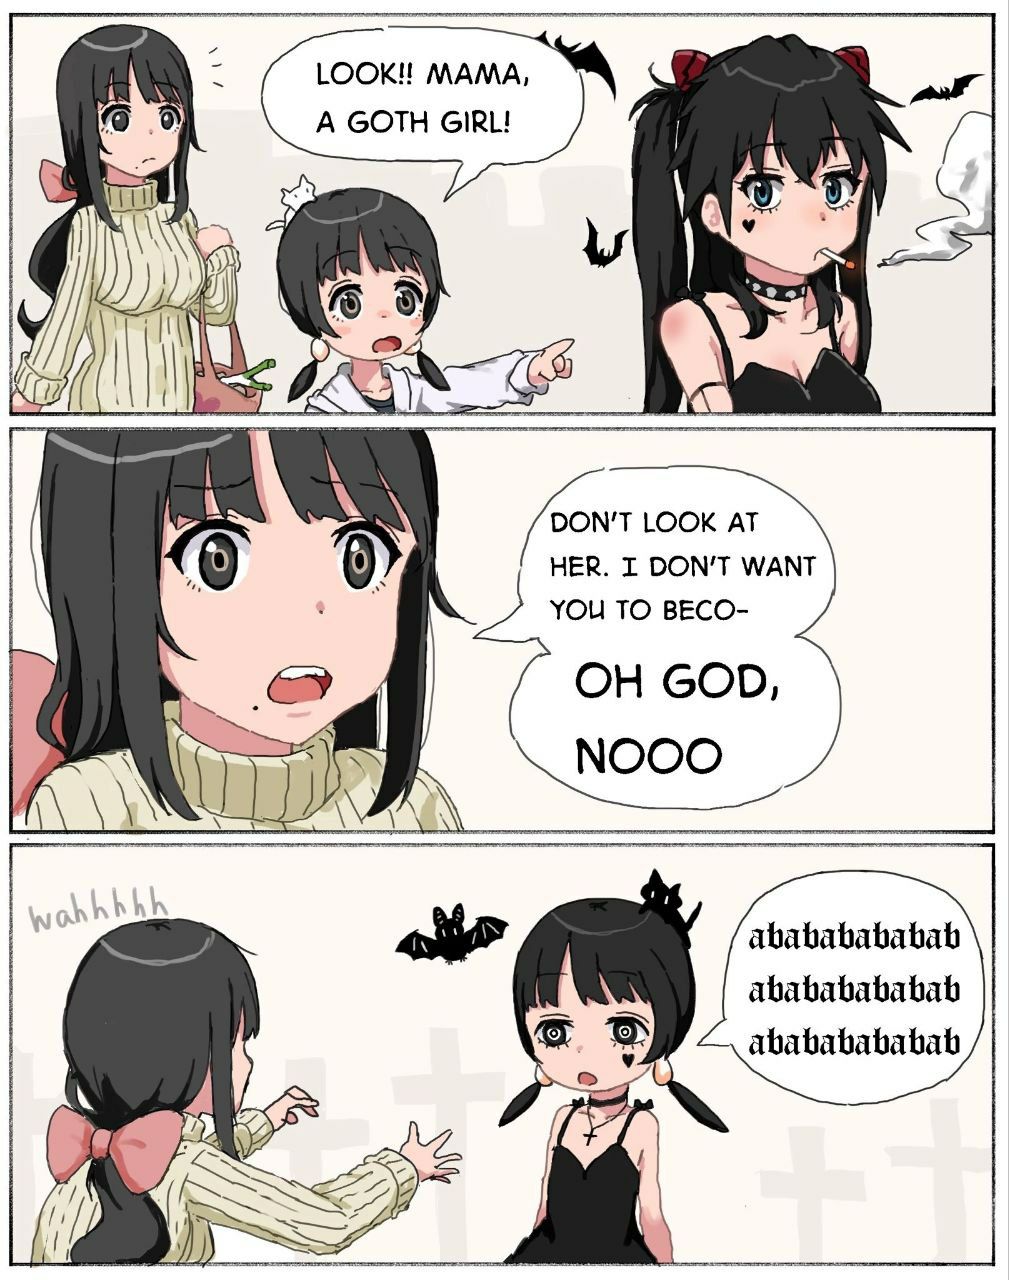 LOOK!! MAMA,
A GOTH GIRL!
DON'T LOOK AT
HER. I DON'T WANT
YOU TO BECO-
OH GOD,
NOOO
wahhhhh
abababababab
abababababab
abababababab